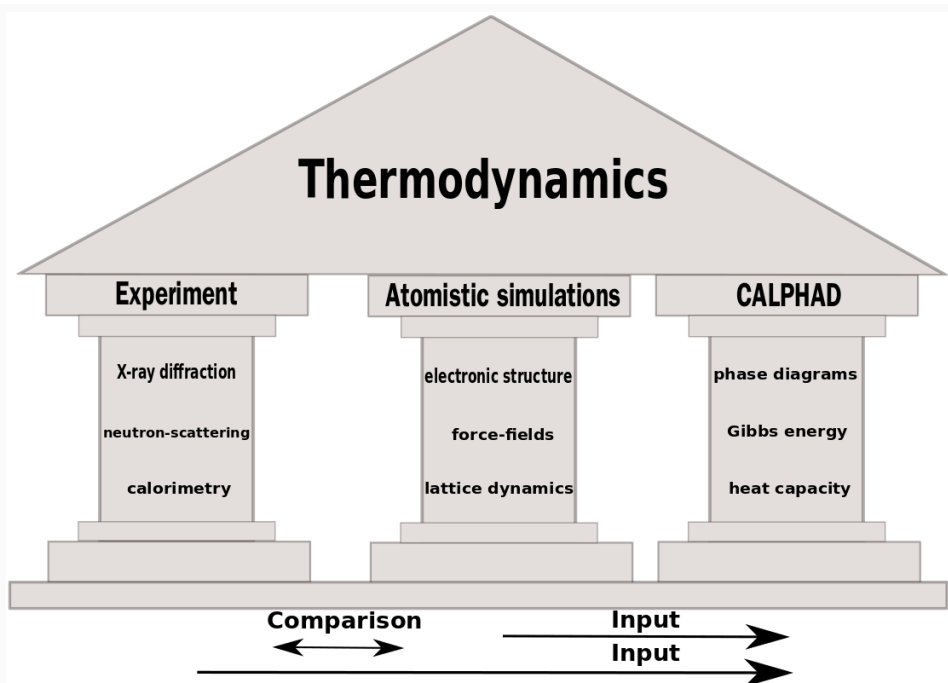 Thermodynamics
Experiment
X-ray diffraction
neutron-scattering
calorimetry
Atomistic simulations
electronic structure
force-fields
lattice dynamics
CALPHAD
phase diagrams
Gibbs energy
heat capacity
Comparison
Input
Input